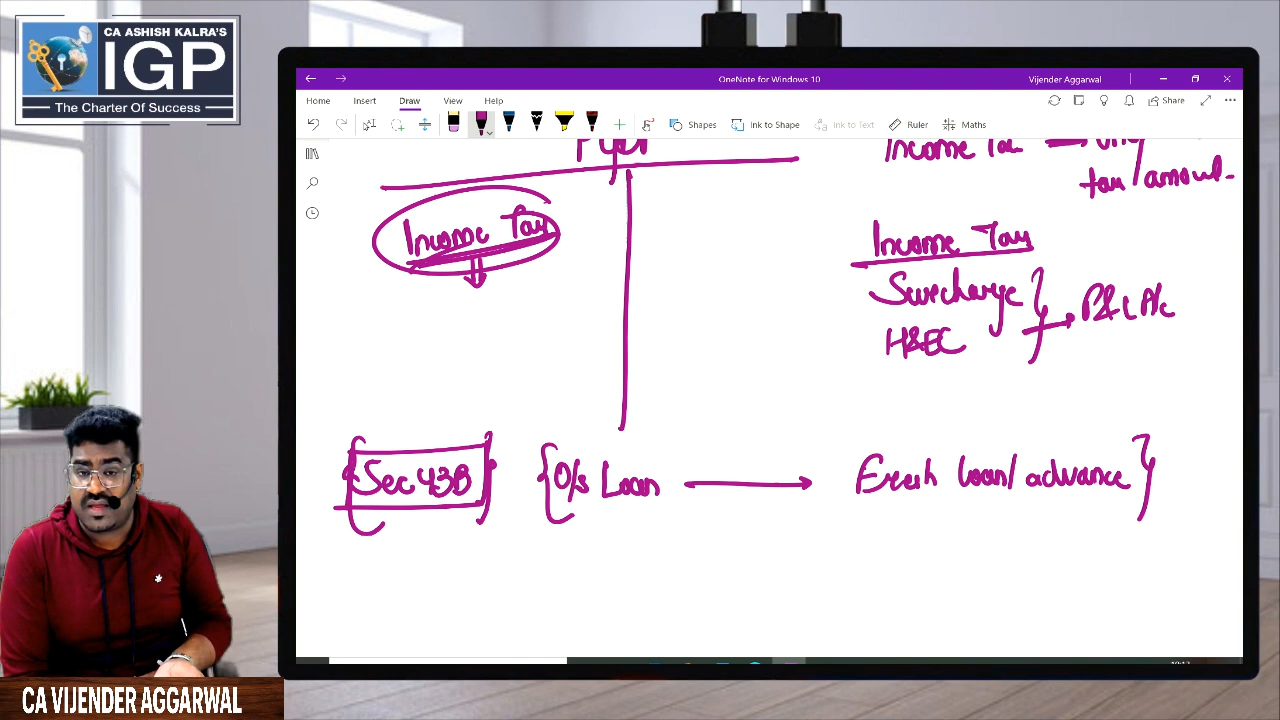 CA ASHISH KALRA'S
IGP
The Charter Of Success
OneNote for Windows 10
Vijender Aggarwal
Home Insert Draw View Help
Share
Shapes Ink to Shape Ink to Text Ruler Maths
Income Tax
tax amount.
Income Tax
Income Tax
Surcharge
H&EC
P&L A/c
Sec 43B
O/s Loan
Fresh loan/advance
CA VIJENDER AGGARWAL